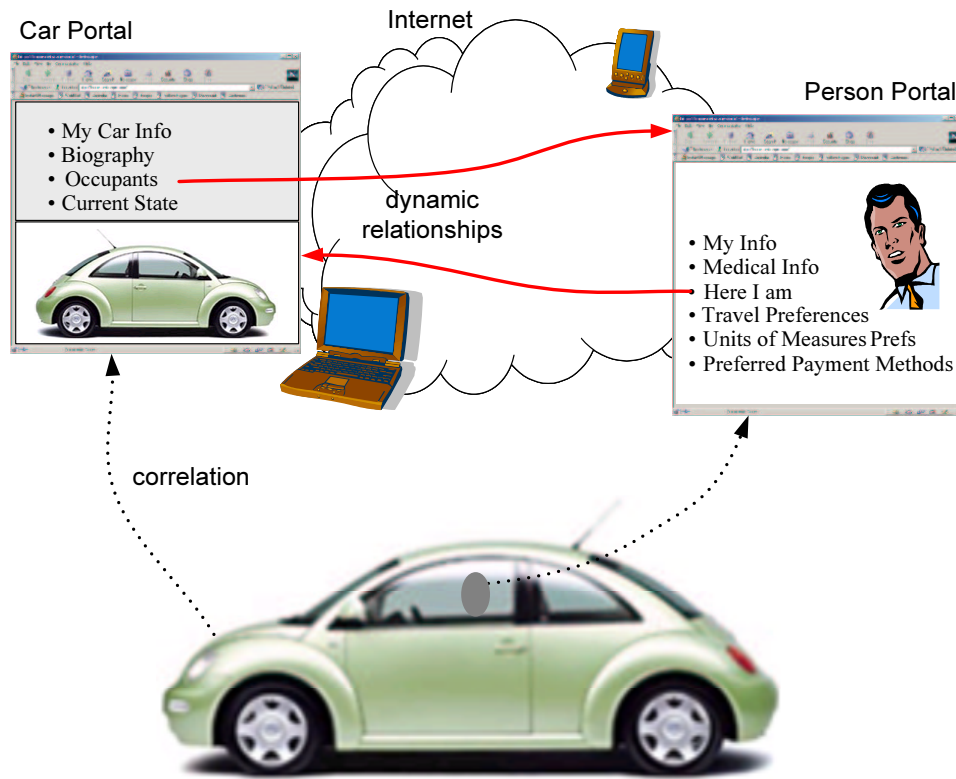 Car Portal
Internet
Person Portal
• My Car Info
• Biography
• Occupants
• Current State
dynamic
relationships
• My Info
• Medical Info
• Here I am
• Travel Preferences
• Units of Measures Prefs
• Preferred Payment Methods
correlation